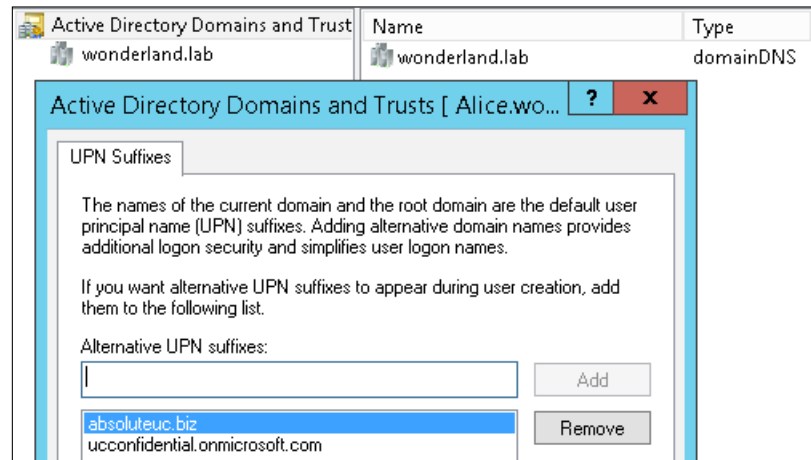 Active Directory Domains and Trust
Name
Type
wonderland.lab
wonderland.lab
domainDNS
Active Directory Domains and Trusts [ Alice.wo...
?
x
UPN Suffixes
The names of the current domain and the root domain are the default user
principal name (UPN) suffixes. Adding alternative domain names provides
additional logon security and simplifies user logon names.
If you want alternative UPN suffixes to appear during user creation, add
them to the following list.
Alternative UPN suffixes:
Add
absoluteuc.biz
Remove
ucconfidential.onmicrosoft.com